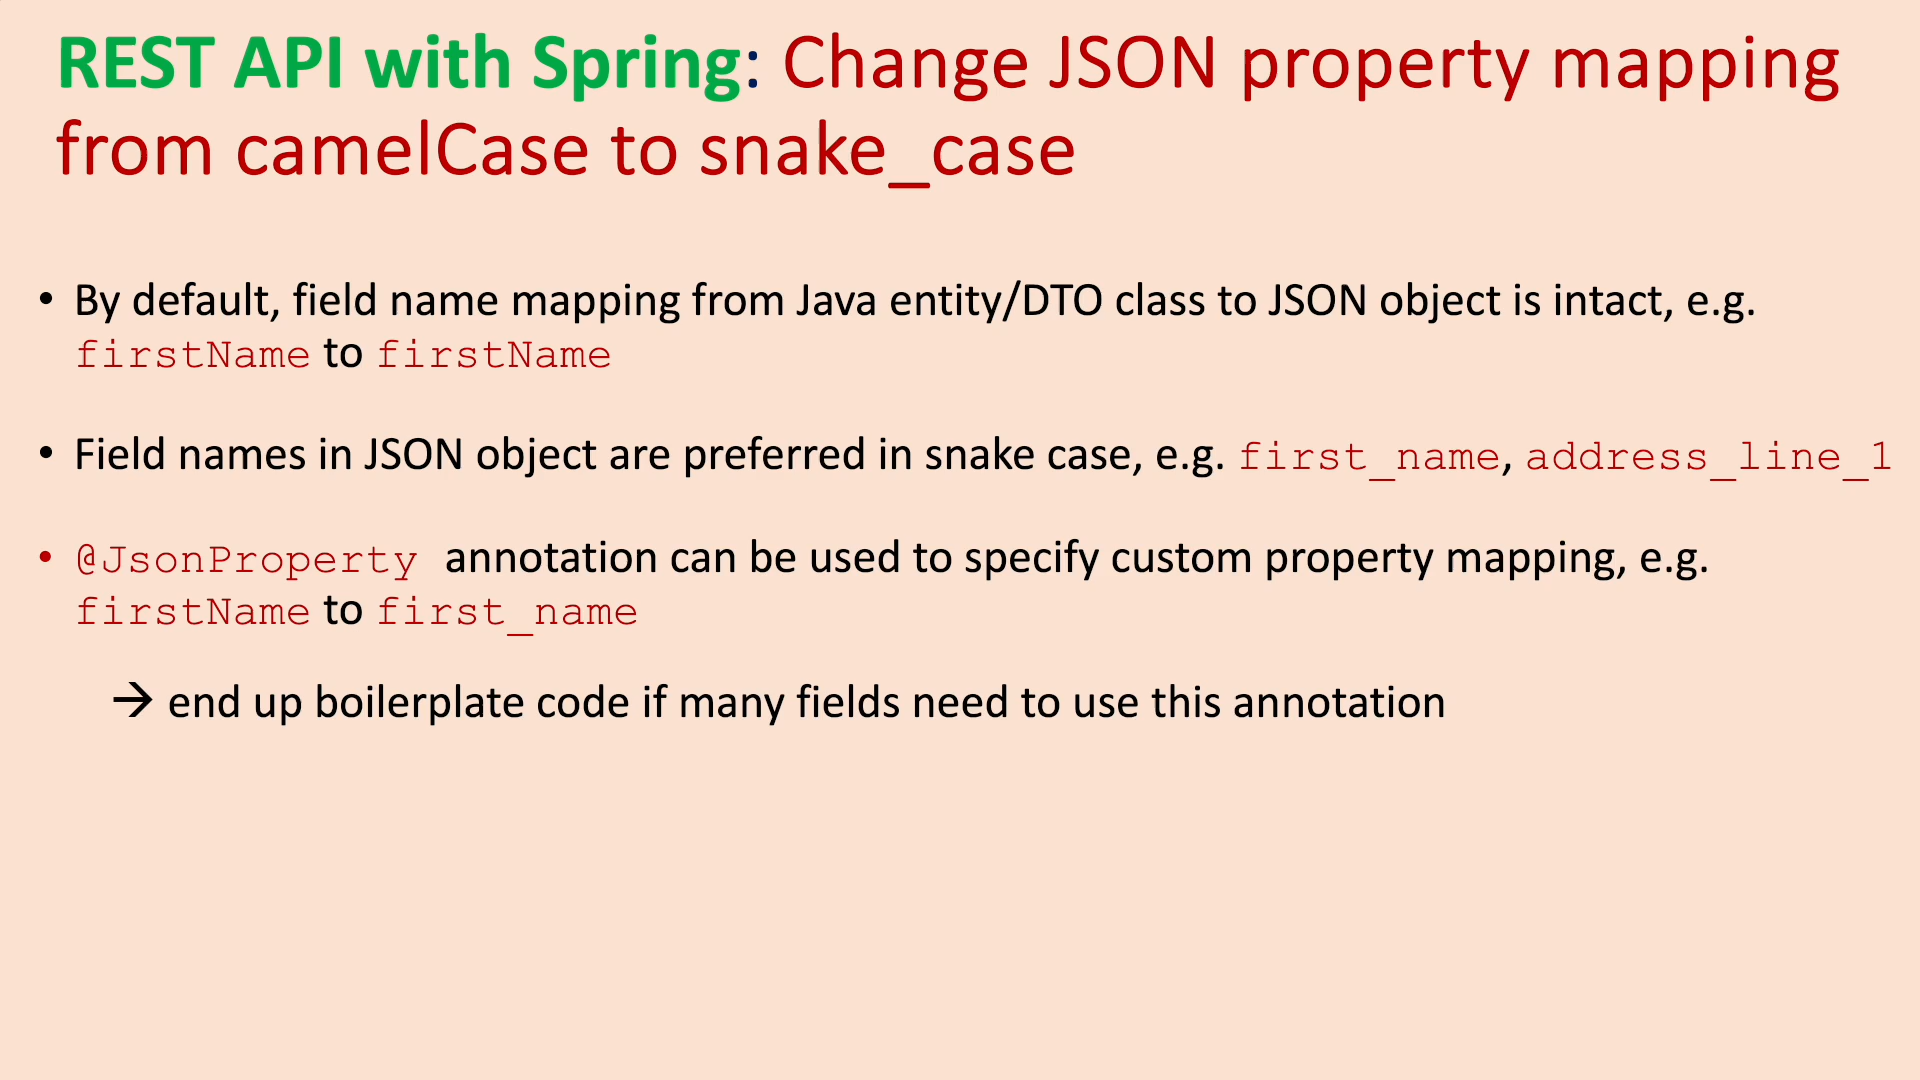 REST API with Spring: Change JSON property mapping
from camelCase to snake_case
• By default, field name mapping from Java entity/DTO class to JSON object is intact, e.g.
firstName to firstName
• Field names in JSON object are preferred in snake case, e.g. first_name, address_line_1
• @JsonProperty annotation can be used to specify custom property mapping, e.g.
firstName to first_name
→ end up boilerplate code if many fields need to use this annotation